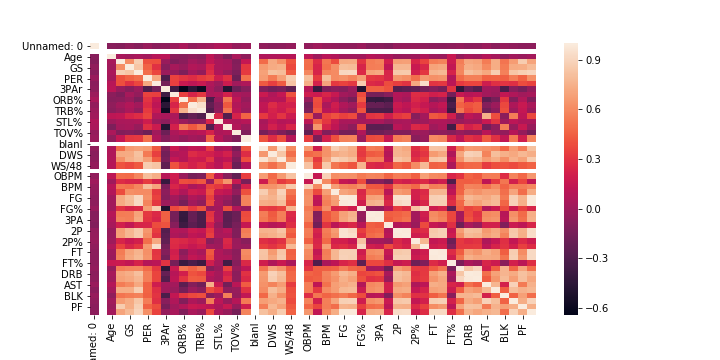 Unnamed: 0
Age
GS
PER
3PAr
ORB%
TRB%
STL%
TOV%
blanl
DWS
WS/48
OBPM
BPM
FG
FG%
3PA
2P
2P%
FT
FT%
DRB
AST
BLK
PF
0.9
0.6
0.3
0.0
−0.3
−0.6
named: 0
Age
GS
PER
3PAr
ORB%
TRB%
STL%
TOV%
blanl
DWS
WS/48
OBPM
BPM
FG
FG%
3PA
2P
2P%
FT
FT%
DRB
AST
BLK
PF